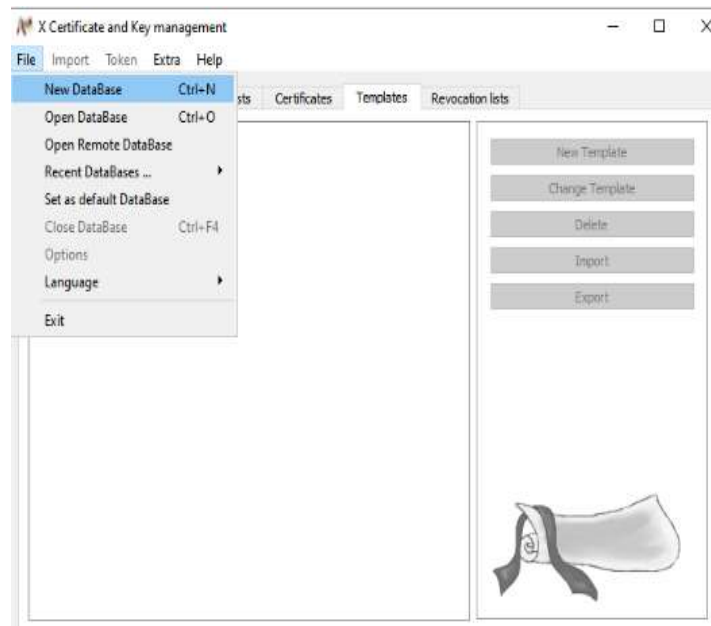 X Certificate and Key management
File Import Token Extra Help
New DataBase Ctrl+N
Open DataBase Ctrl+O
Open Remote DataBase
Recent DataBases ...
Set as default DataBase
Close DataBase Ctrl+F4
Options
Language
Exit
sts Certificates Templates Revocation lists
New Template
Change Template
Delete
Import
Export